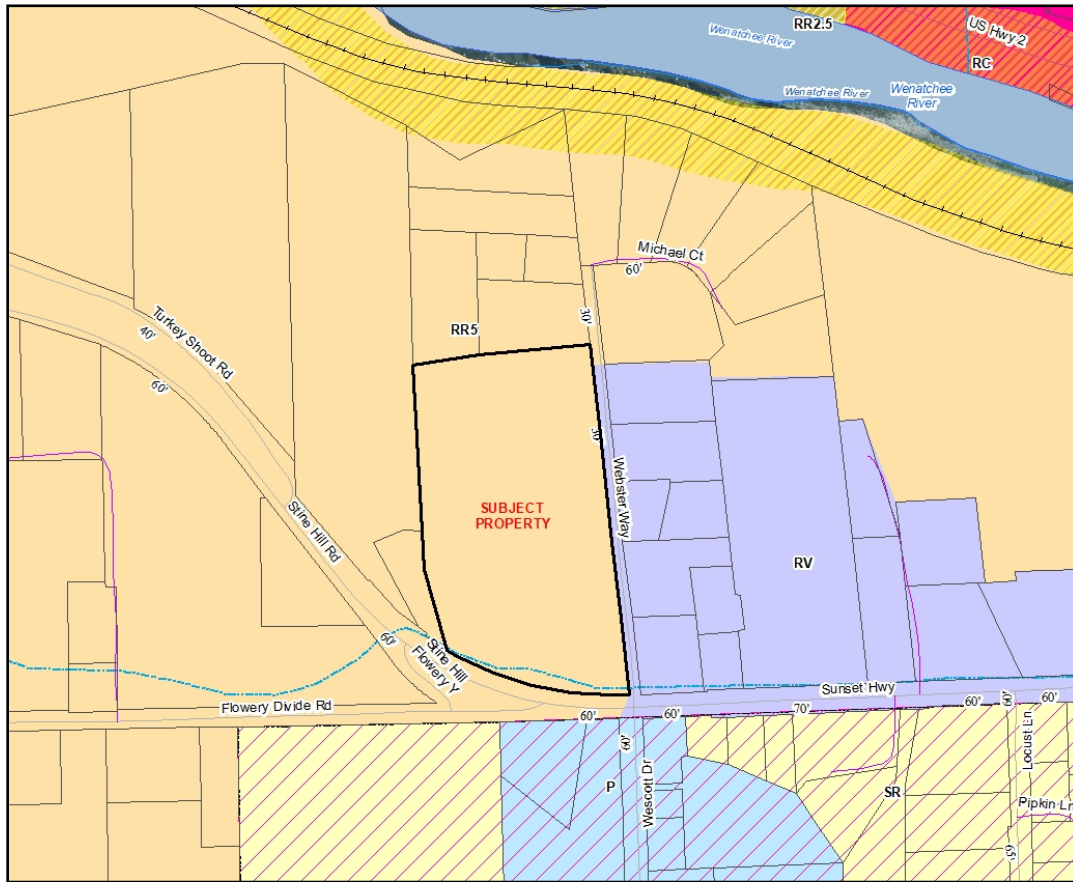 RR2.5
US Hwy 2
Wenatchee River
RC
Wenatchee River
Wenatchee
River
Michael Ct
60'
30'
Turkey Shoot Rd
40'
RR5
60'
30'
Webster Way
SUBJECT
PROPERTY
Stine Hill Rd
RV
60'
Stine Hill
Flowery Y
Sunset Hwy
Flowery Divide Rd
60'
60'
70'
60'
60'
60'
60'
Wescott Dr
P
SR
Locust Ln
Pipkin Ln
65'